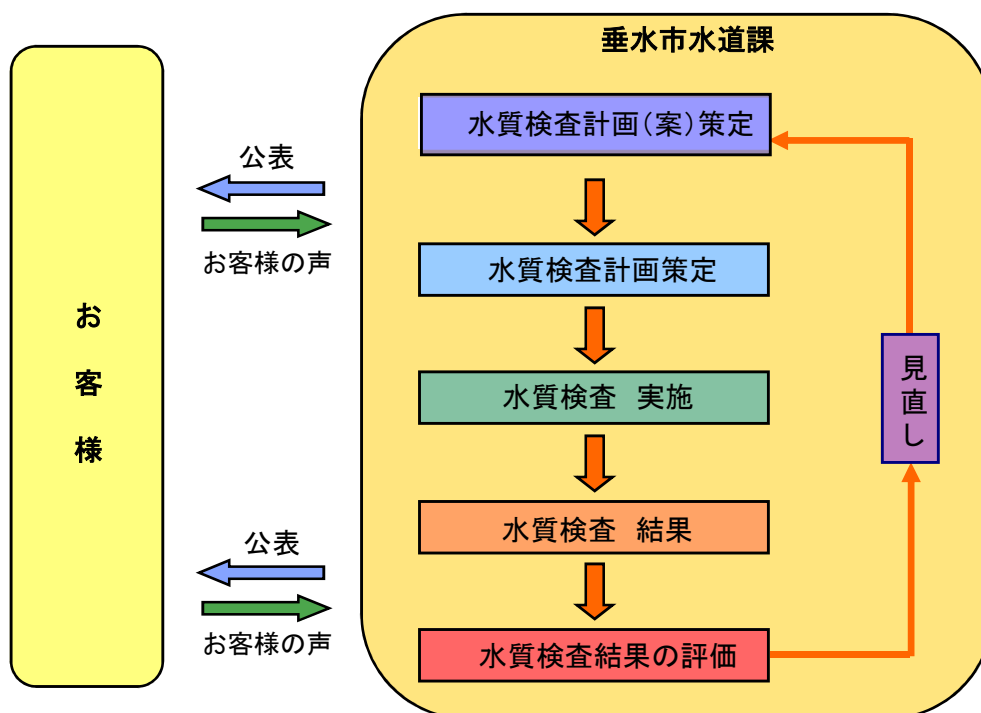 垂水市水道課
水質検査計画(案)策定
公表
お客様の声
水質検査計画策定
お客様
水質検査　実施
見直し
水質検査　結果
公表
お客様の声
水質検査結果の評価